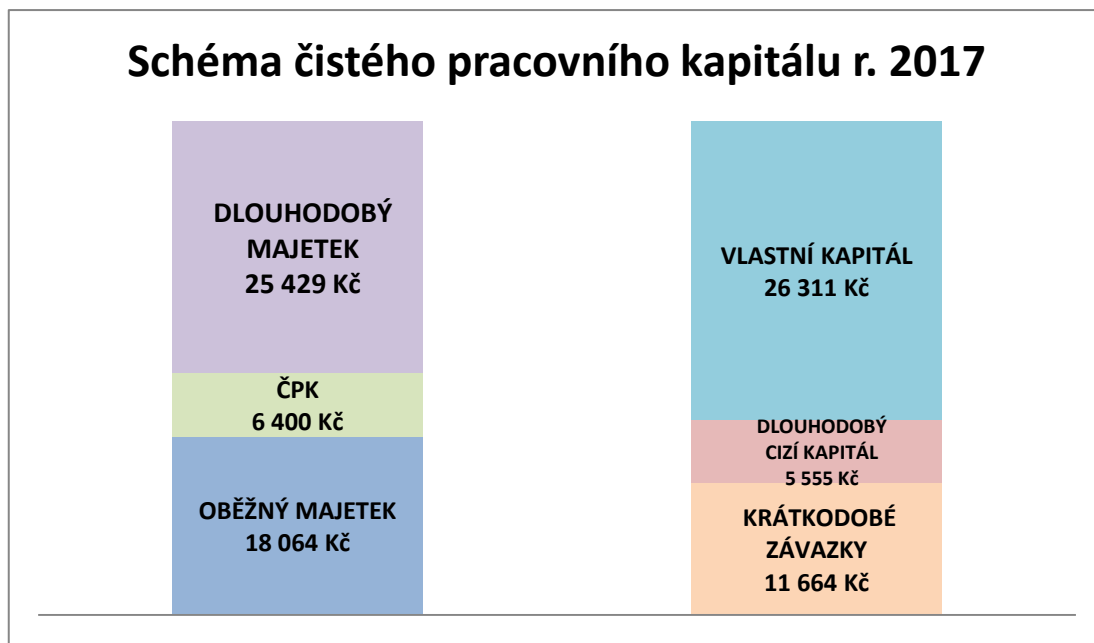 Schéma čistého pracovního kapitálu r. 2017
DLOUHODOBÝ
MAJETEK
25 429 Kč
ČPK
6 400 Kč
OBĚŽNÝ MAJETEK
18 064 Kč
VLASTNÍ KAPITÁL
26 311 Kč
DLOUHODOBÝ
CIZÍ KAPITÁL
5 555 Kč
KRÁTKODOBÉ
ZÁVAZKY
11 664 Kč